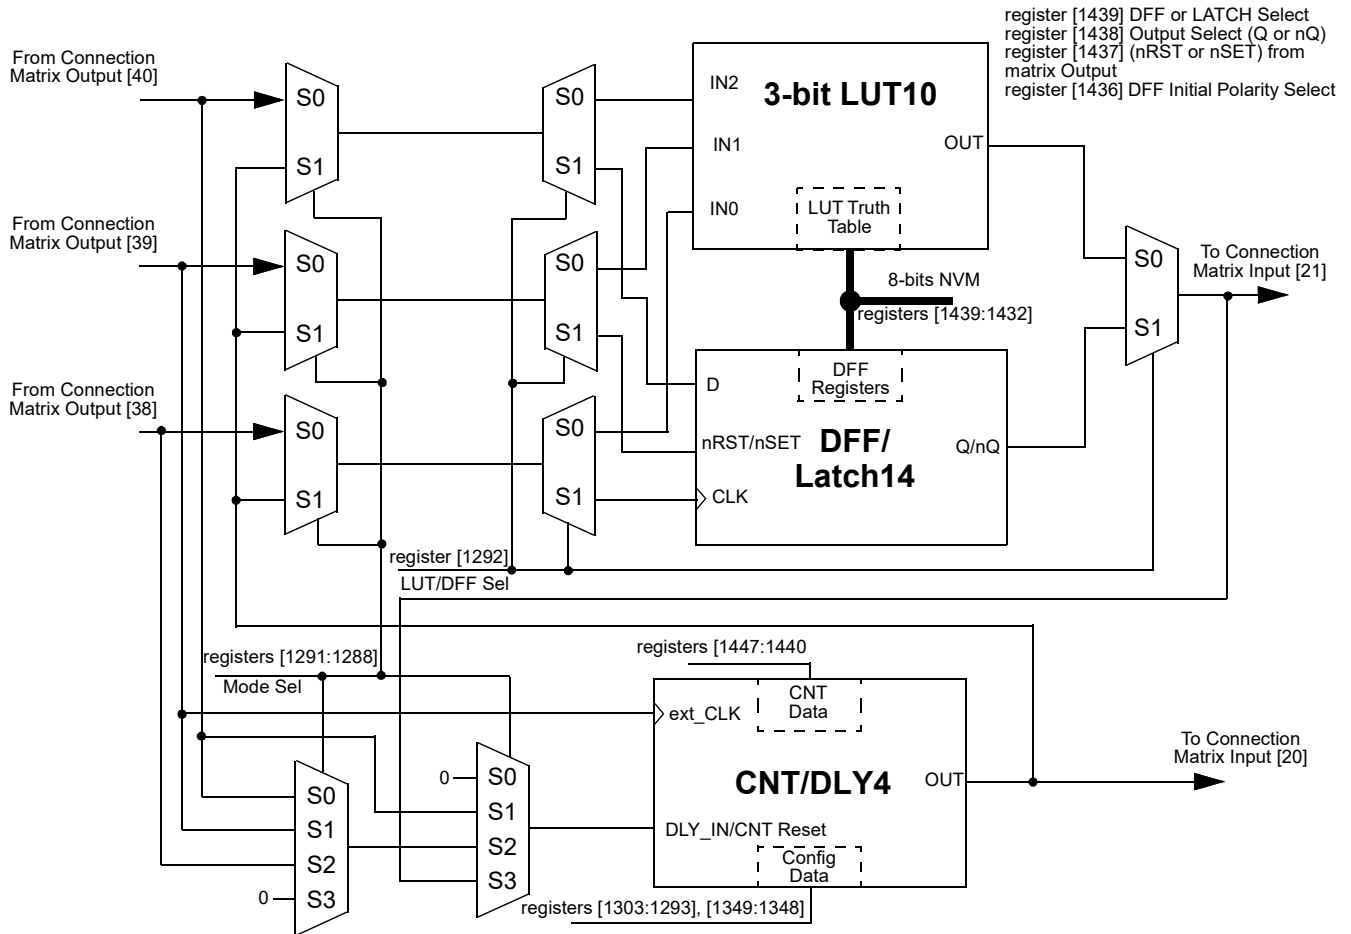 register [1439] DFF or LATCH Select
register [1438] Output Select (Q or nQ)
register [1437] (nRST or nSET) from
matrix Output
register [1436] DFF Initial Polarity Select
From Connection
Matrix Output [40]
S0
S1
S0
S1
IN2
IN1
IN0
3-bit LUT10
OUT
LUT Truth
Table
From Connection
Matrix Output [39]
S0
S1
S0
S1
8-bits NVM
registers [1439:1432]
S0
S1
To Connection
Matrix Input [21]
From Connection
Matrix Output [38]
S0
S1
S0
S1
D
nRST/nSET
CLK
DFF
Registers
DFF/
Latch14
Q/nQ
register [1292]
LUT/DFF Sel
registers [1291:1288]
Mode Sel
registers [1447:1440
CNT
Data
ext_CLK
CNT/DLY4
OUT
DLY_IN/CNT Reset
Config
Data
To Connection
Matrix Input [20]
S0
S1
S2
0
S3
0
S0
S1
S2
S3
registers [1303:1293], [1349:1348]